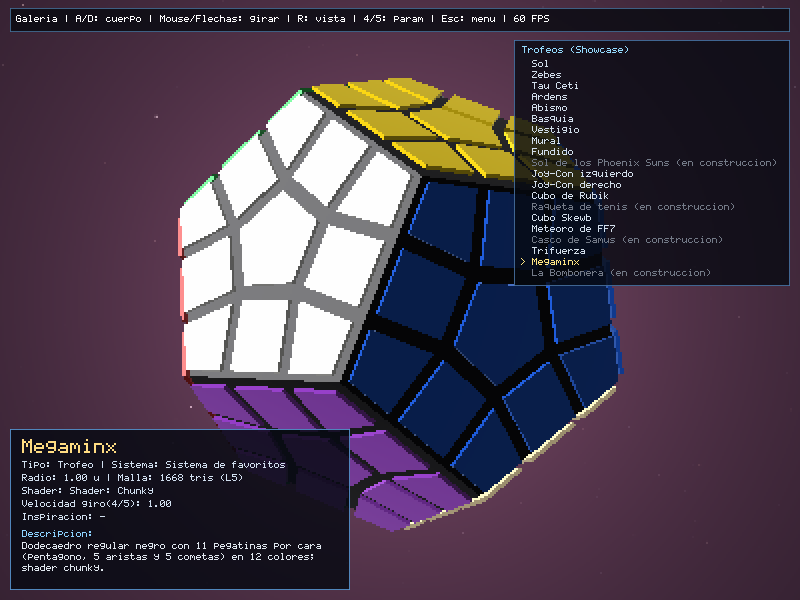 Galeria | A/D: cuerpo | Mouse/Flechas: girar | R: vista | 4/5: param | Esc: menu | 60 FPS
Trofeos (Showcase)
Sol
Zebes
Tau Ceti
Ardens
Abismo
Basquia
Vestigio
Mural
Fundido
Sol de los Phoenix Suns (en construccion)
Joy-Con izquierdo
Joy-Con derecho
Cubo de Rubik
Raqueta de tenis (en construccion)
Cubo Skewb
Meteoro de FF7
Casco de Samus (en construccion)
Trifuerza
> Megaminx
La Bombonera (en construccion)
Megaminx
Tipo: Trofeo | Sistema: Sistema de favoritos
Radio: 1.00 u | Malla: 1668 tris (L5)
Shader: Shader: Chunky
Velocidad giro(4/5): 1.00
Inspiracion: -
Descripcion:
Dodecaedro regular negro con 11 pegatinas por cara
(pentagono, 5 aristas y 5 cometas) en 12 colores;
shader chunky.